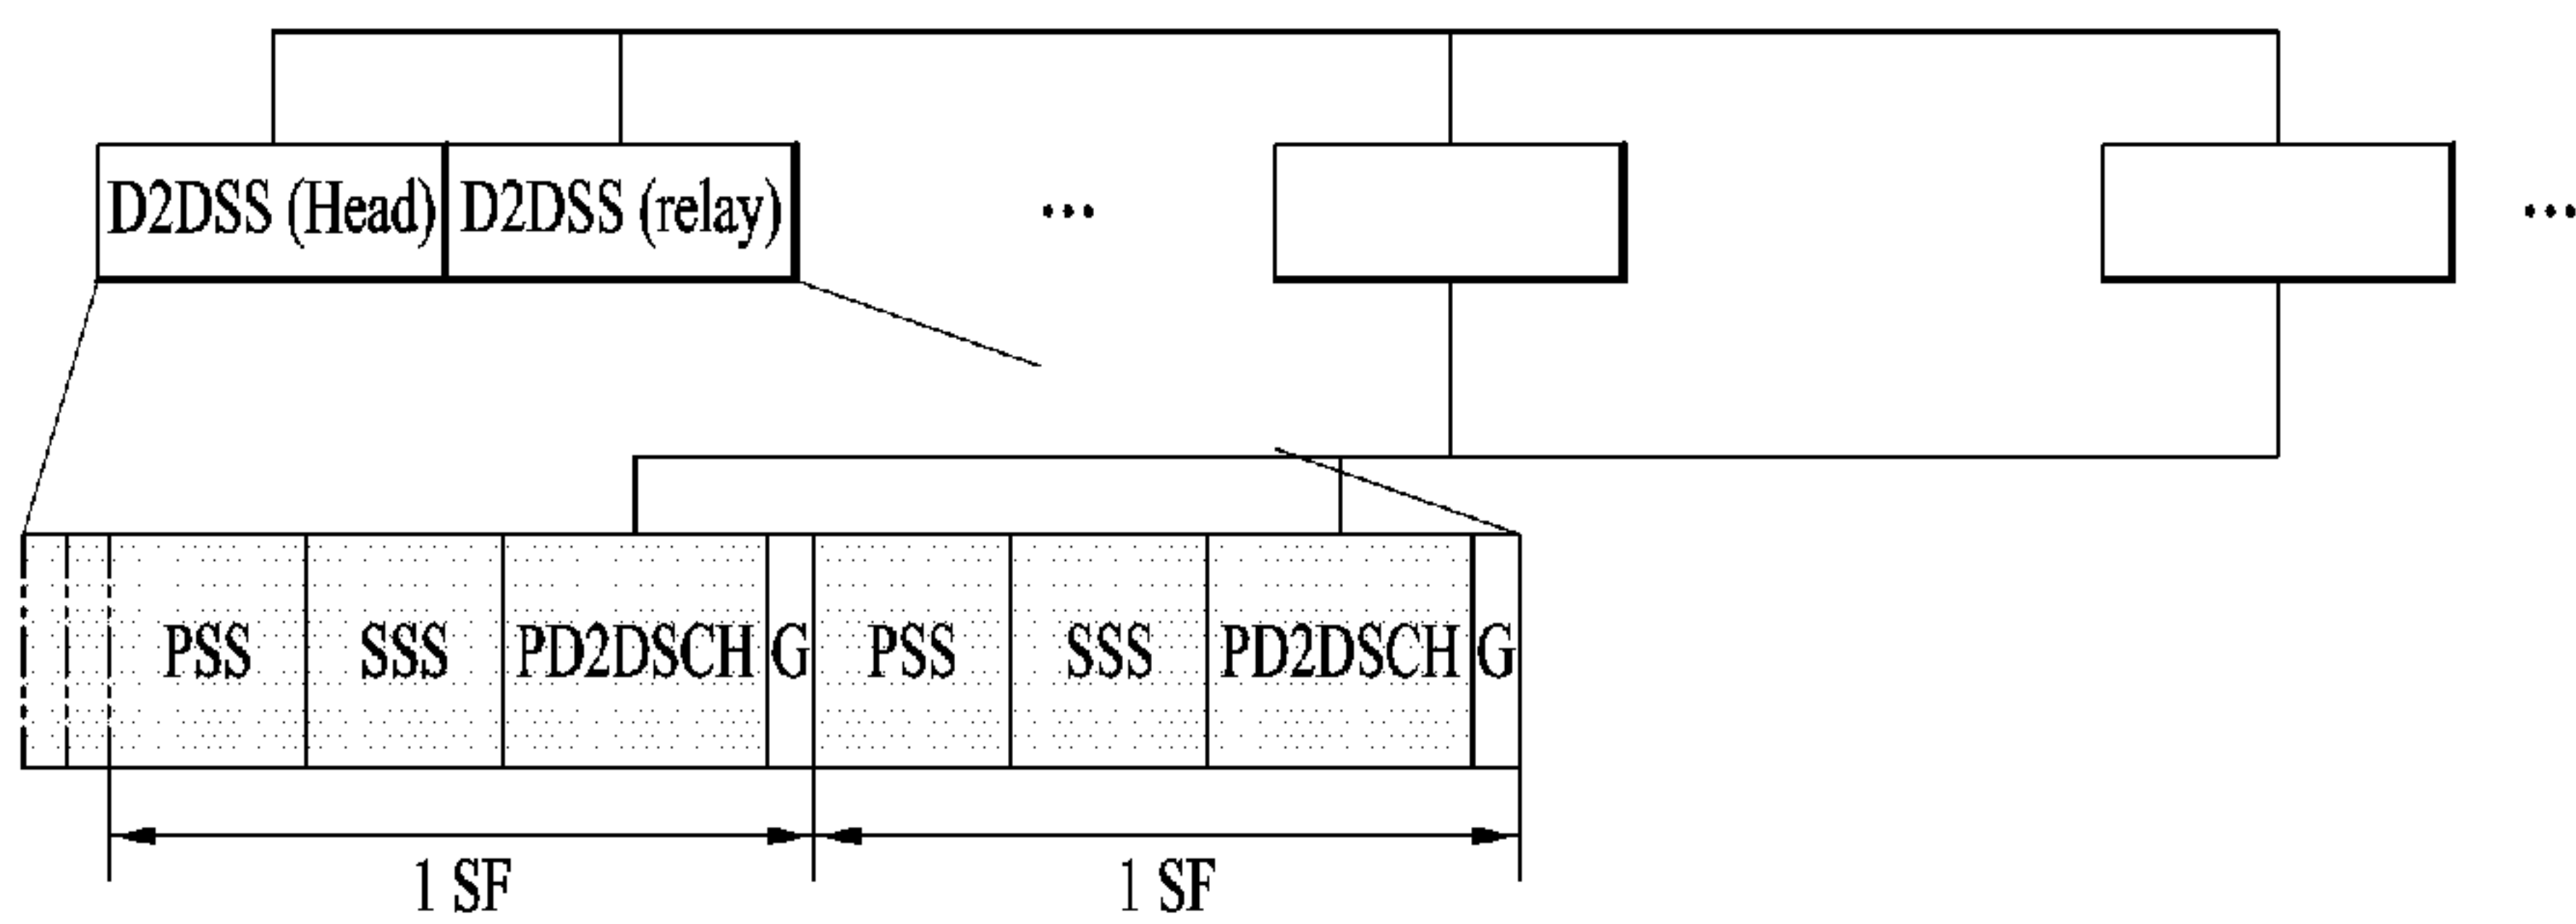 D2DSS (Head) D2DSS (relay) ... ...
PSS SSS PD2DSCH G PSS SSS PD2DSCH G
1 SF 1 SF